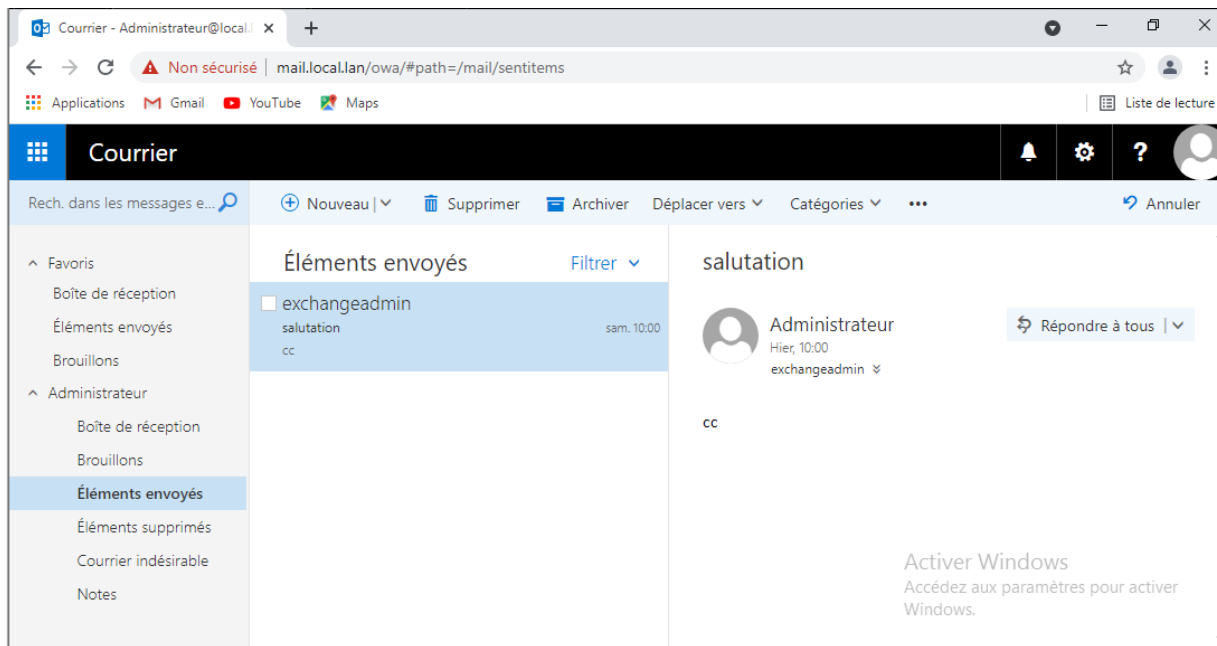 Courrier - Administrateur@local.l
Non sécurisé | mail.local.lan/owa/#path=/mail/sentitems
Applications Gmail YouTube Maps Liste de lecture
Courrier ?
Rech. dans les messages e... Nouveau | Supprimer Archiver Déplacer vers Catégories ••• Annuler
Favoris
Boîte de réception
Éléments envoyés
Brouillons
Administrateur
Boîte de réception
Brouillons
Éléments envoyés
Éléments supprimés
Courrier indésirable
Notes
Éléments envoyés Filtrer
exchangeadmin
salutation sam. 10:00
cc
salutation
Administrateur Répondre à tous |
Hier, 10:00
exchangeadmin
cc
Activer Windows
Accédez aux paramètres pour activer
Windows.